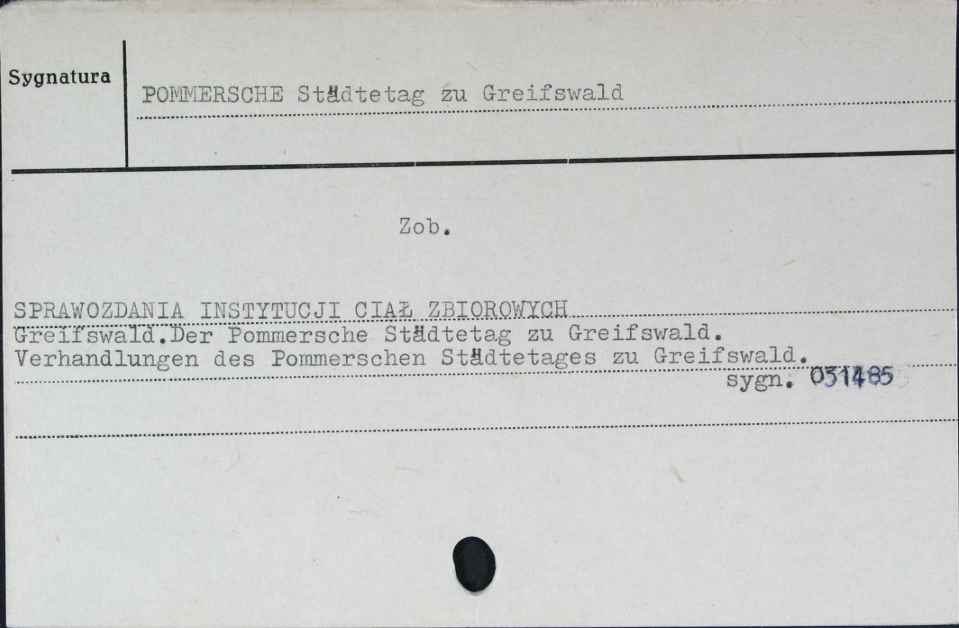 Sygnatura
POMMERSCHE Städtetag zu Greifswald
Zob.
SPRAWOZDANIA INSTYTUCJI CIAŁ ZBIOROWYCH
Greifswald.Der Pommersche Städtetag zu Greifswald.
Verhandlungen des Pommerschen Städtetages zu Greifswald.
sygn. 031485